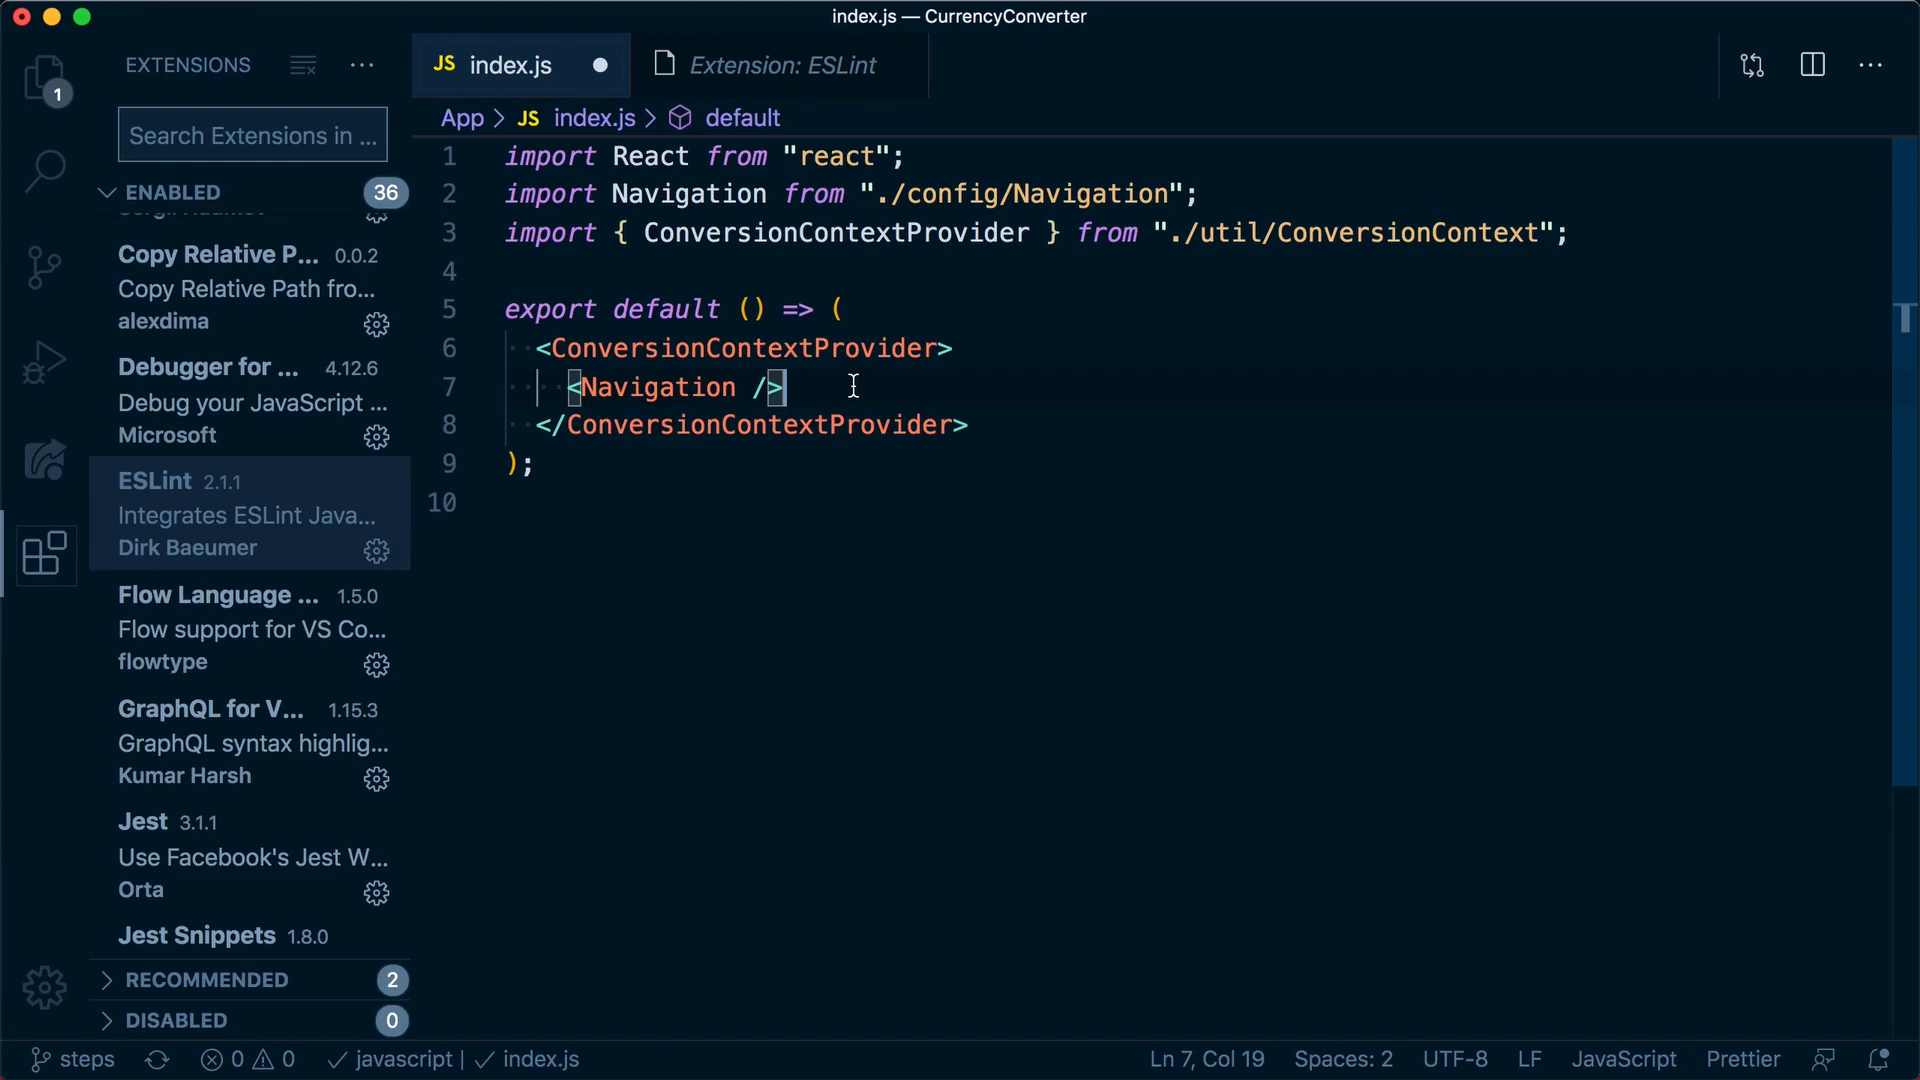 index.js — CurrencyConverter
EXTENSIONS
index.js
JS
Extension: ESLint
1
Search Extensions in ...
App > JS index.js > default
ENABLED 36
Copy Relative P... 0.0.2
Copy Relative Path fro...
alexdima
Debugger for ... 4.12.6
Debug your JavaScript ...
Microsoft
ESLint 2.1.1
Integrates ESLint Java...
Dirk Baeumer
Flow Language ... 1.5.0
Flow support for VS Co...
flowtype
GraphQL for V... 1.15.3
GraphQL syntax highlig...
Kumar Harsh
Jest 3.1.1
Use Facebook's Jest W...
Orta
Jest Snippets 1.8.0
RECOMMENDED 2
DISABLED 0
1 import React from "react";
2 import Navigation from "./config/Navigation";
3 import { ConversionContextProvider } from "./util/ConversionContext";
4
5 export default () => (
6 <ConversionContextProvider>
7 <Navigation />
8 </ConversionContextProvider>
9 );
10
steps 0 0 javascript | index.js Ln 7, Col 19 Spaces: 2 UTF-8 LF JavaScript Prettier